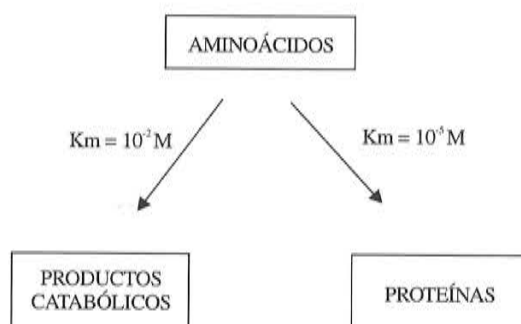 AMINOÁCIDOS
Km = 10⁻² M
Km = 10⁻⁵ M
PRODUCTOS
CATABÓLICOS
PROTEÍNAS